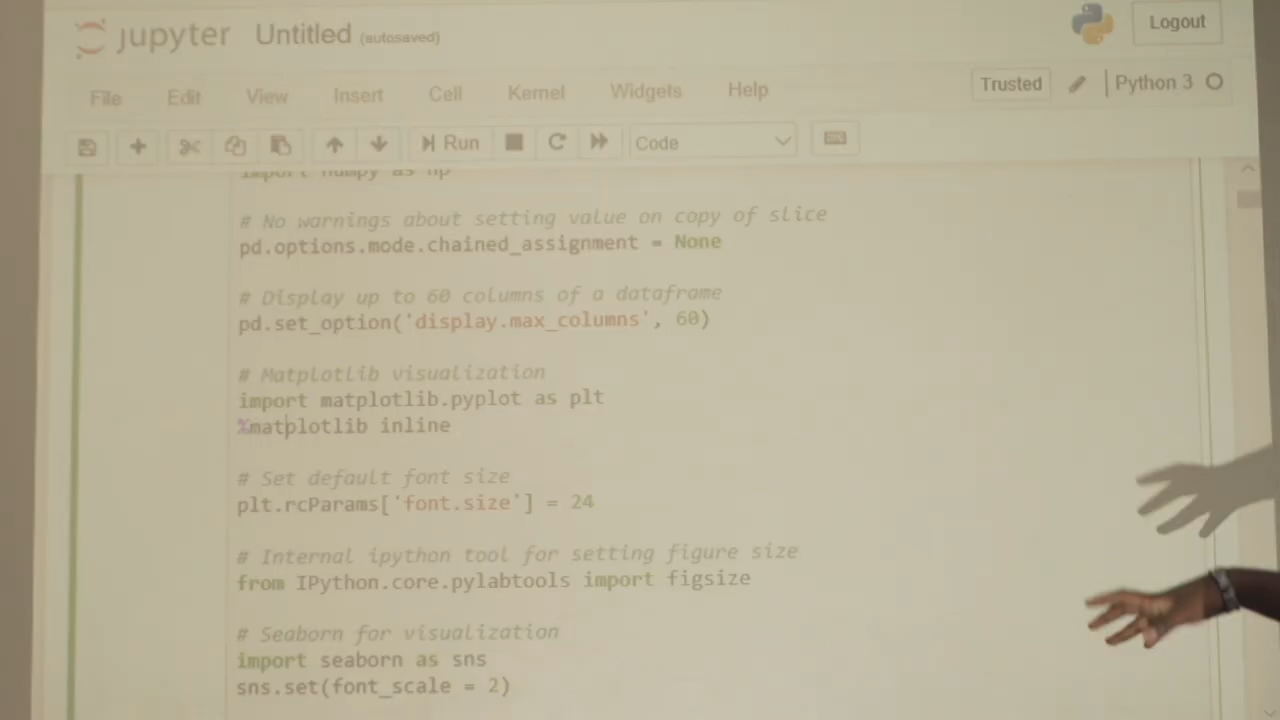 jupyter Untitled (autosaved) Logout
File Edit View Insert Cell Kernel Widgets Help Trusted Python 3
Run Code
import numpy as np
# No warnings about setting value on copy of slice
pd.options.mode.chained_assignment = None
# Display up to 60 columns of a dataframe
pd.set_option('display.max_columns', 60)
# Matplotlib visualization
import matplotlib.pyplot as plt
%matplotlib inline
# Set default font size
plt.rcParams['font.size'] = 24
# Internal ipython tool for setting figure size
from IPython.core.pylabtools import figsize
# Seaborn for visualization
import seaborn as sns
sns.set(font_scale = 2)